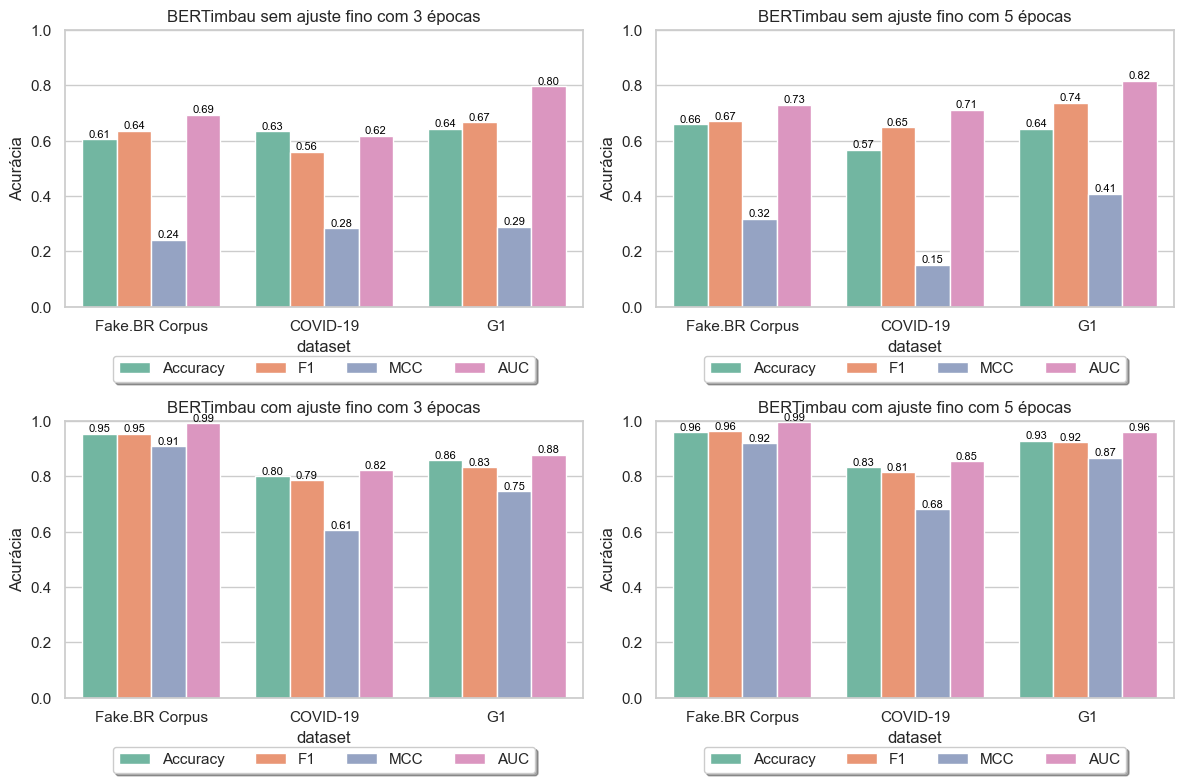 BERTimbau sem ajuste fino com 3 épocas
Acurácia
1.0
0.8
0.6
0.4
0.2
0.0
0.61 0.64 0.24 0.69
0.63 0.56 0.28 0.62
0.64 0.67 0.29 0.80
Fake.BR Corpus COVID-19 G1
dataset
Accuracy F1 MCC AUC
BERTimbau sem ajuste fino com 5 épocas
Acurácia
1.0
0.8
0.6
0.4
0.2
0.0
0.66 0.67 0.32 0.73
0.57 0.65 0.15 0.71
0.64 0.74 0.41 0.82
Fake.BR Corpus COVID-19 G1
dataset
Accuracy F1 MCC AUC
BERTimbau com ajuste fino com 3 épocas
Acurácia
1.0
0.8
0.6
0.4
0.2
0.0
0.95 0.95 0.91 0.99
0.80 0.79 0.61 0.82
0.86 0.83 0.75 0.88
Fake.BR Corpus COVID-19 G1
dataset
Accuracy F1 MCC AUC
BERTimbau com ajuste fino com 5 épocas
Acurácia
1.0
0.8
0.6
0.4
0.2
0.0
0.96 0.96 0.92 0.99
0.83 0.81 0.68 0.85
0.93 0.92 0.87 0.96
Fake.BR Corpus COVID-19 G1
dataset
Accuracy F1 MCC AUC